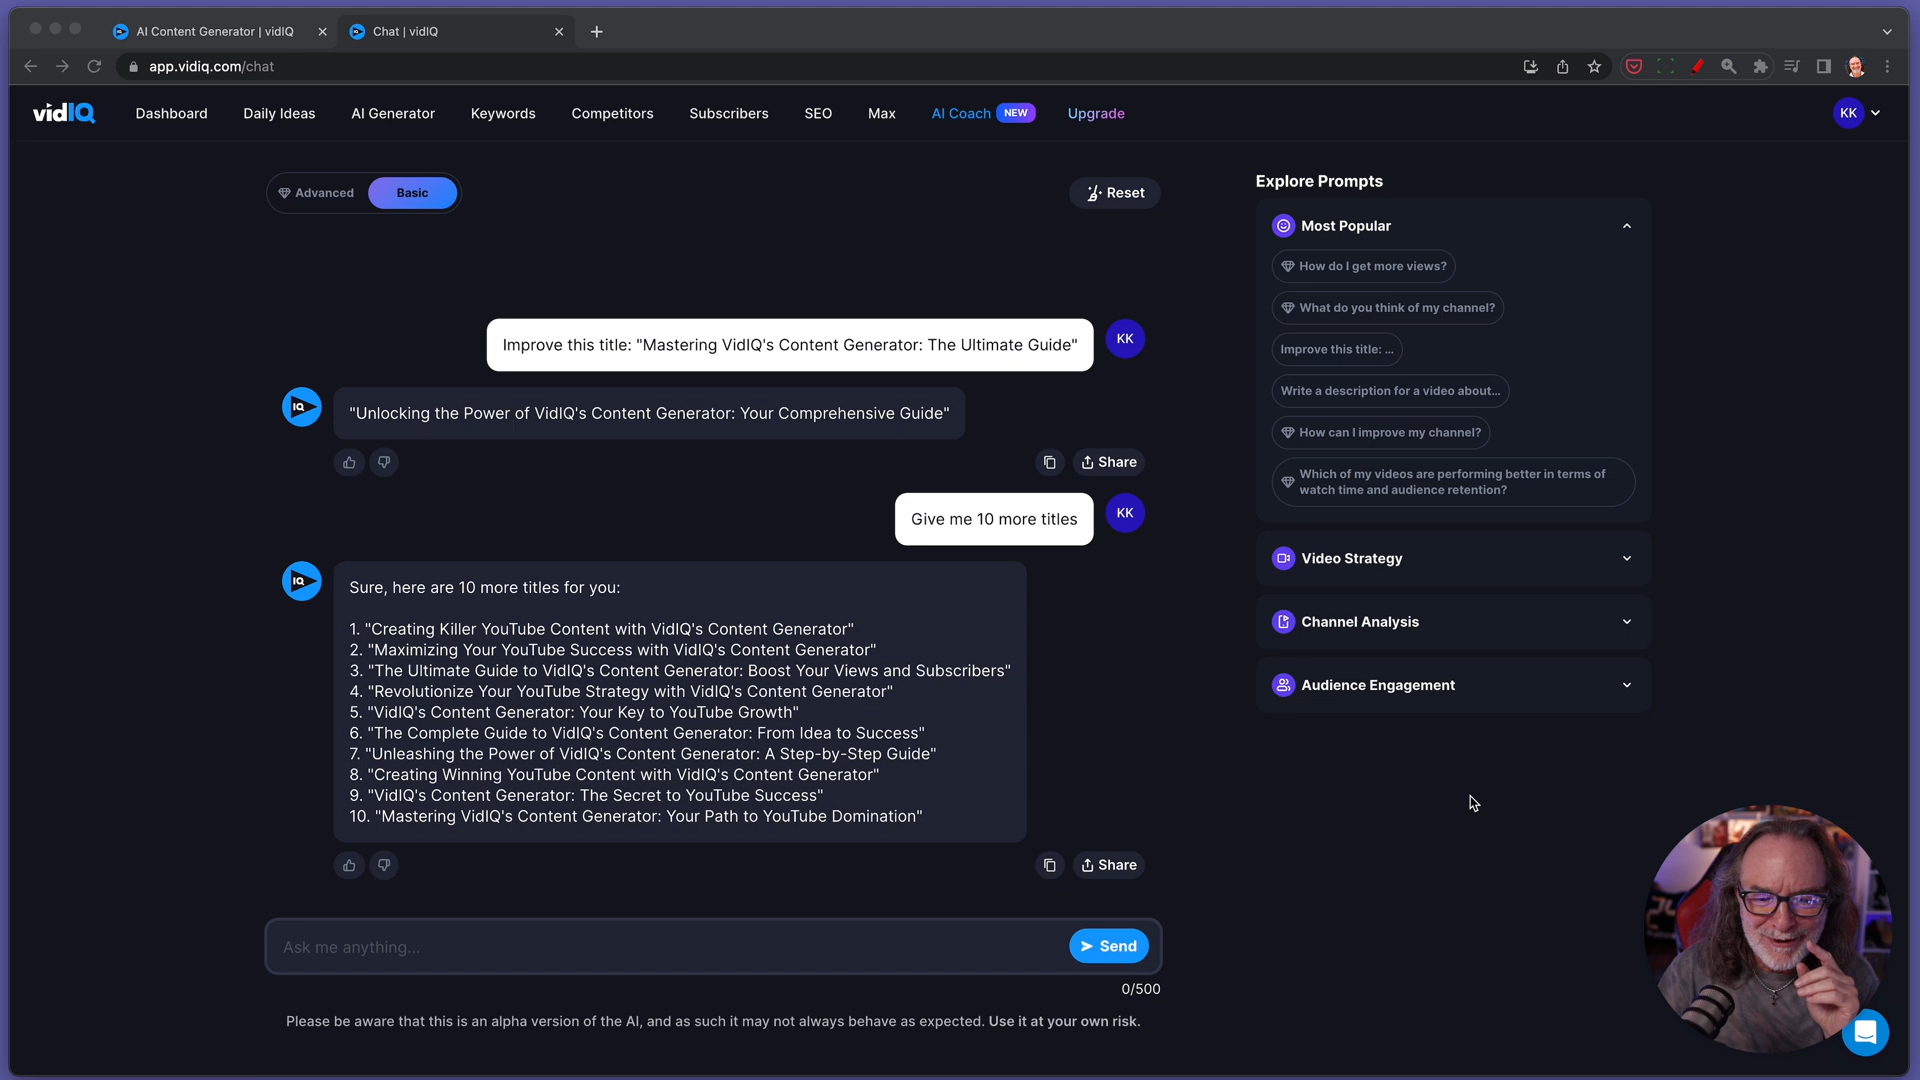 AI Content Generator | vidIQ
Chat | vidIQ
app.vidiq.com/chat
vidIQ
Dashboard
Daily Ideas
AI Generator
Keywords
Competitors
Subscribers
SEO
Max
AI Coach NEW
Upgrade
KK
Advanced
Basic
Reset
Improve this title: "Mastering VidIQ's Content Generator: The Ultimate Guide"
KK
IQ
"Unlocking the Power of VidIQ's Content Generator: Your Comprehensive Guide"
Share
Give me 10 more titles
KK
IQ
Sure, here are 10 more titles for you:
1. "Creating Killer YouTube Content with VidIQ's Content Generator"
2. "Maximizing Your YouTube Success with VidIQ's Content Generator"
3. "The Ultimate Guide to VidIQ's Content Generator: Boost Your Views and Subscribers"
4. "Revolutionize Your YouTube Strategy with VidIQ's Content Generator"
5. "VidIQ's Content Generator: Your Key to YouTube Growth"
6. "The Complete Guide to VidIQ's Content Generator: From Idea to Success"
7. "Unleashing the Power of VidIQ's Content Generator: A Step-by-Step Guide"
8. "Creating Winning YouTube Content with VidIQ's Content Generator"
9. "VidIQ's Content Generator: The Secret to YouTube Success"
10. "Mastering VidIQ's Content Generator: Your Path to YouTube Domination"
Share
Ask me anything...
Send
0/500
Please be aware that this is an alpha version of the AI, and as such it may not always behave as expected. Use it at your own risk.
Explore Prompts
Most Popular
How do I get more views?
What do you think of my channel?
Improve this title: ...
Write a description for a video about...
How can I improve my channel?
Which of my videos are performing better in terms of
watch time and audience retention?
Video Strategy
Channel Analysis
Audience Engagement